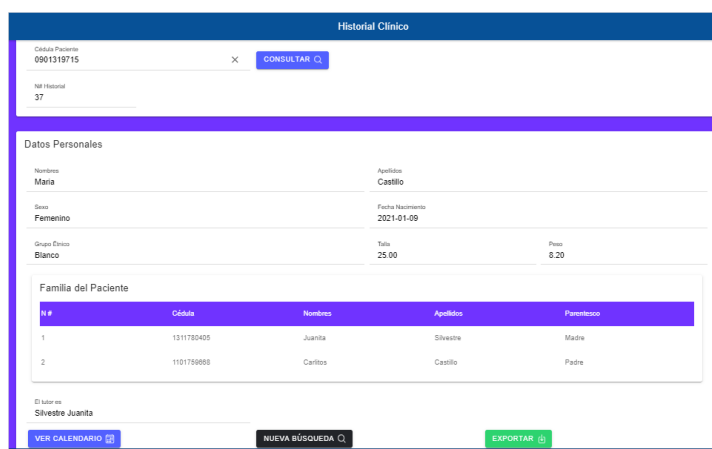 Historial Clínico
Cédula Paciente
0901319715
CONSULTAR
N# Historial
37
Datos Personales
Nombres Apellidos
Maria Castillo
Sexo Fecha Nacimiento
Femenino 2021-01-09
Grupo Étnico Talla Peso
Blanco 25.00 8.20
Familia del Paciente
N # Cédula Nombres Apellidos Parentesco
1 1311780405 Juanita Silvestre Madre
2 1101759668 Carlitos Castillo Padre
El tutor es
Silvestre Juanita
VER CALENDARIO NUEVA BÚSQUEDA EXPORTAR